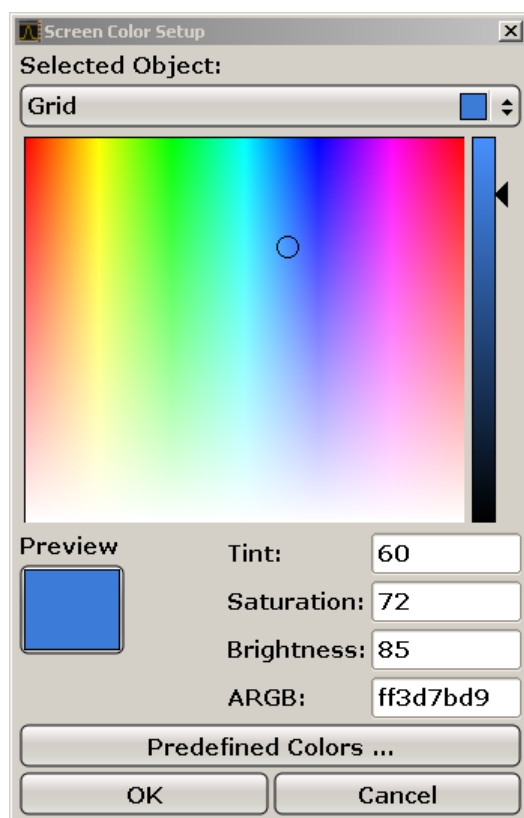 Screen Color Setup
Selected Object:
Grid
Preview
Tint: 60
Saturation: 72
Brightness: 85
ARGB: ff3d7bd9
Predefined Colors ...
OK Cancel